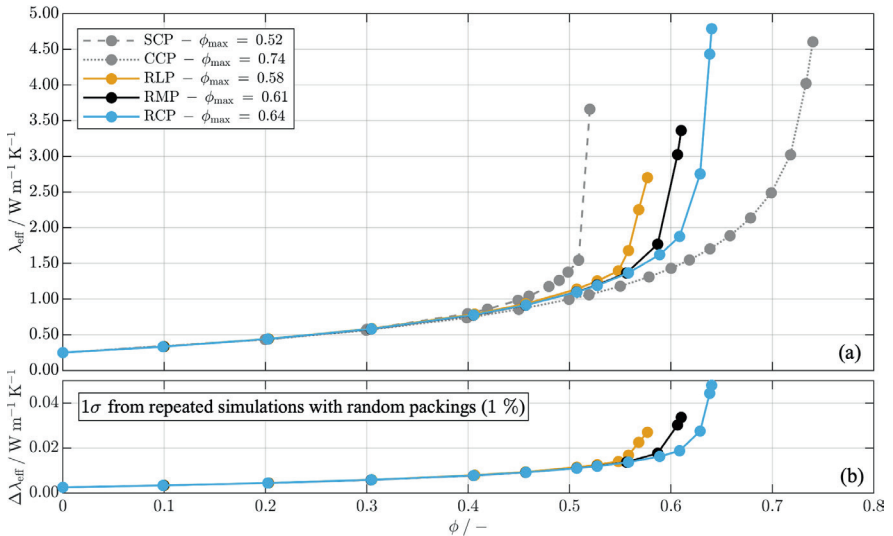 5.00
4.50
4.00
3.50
3.00
2.50
2.00
1.50
1.00
0.50
0.00
λeff / W m−1 K−1
SCP − ϕmax = 0.52
CCP − ϕmax = 0.74
RLP − ϕmax = 0.58
RMP − ϕmax = 0.61
RCP − ϕmax = 0.64
(a)
0.04
0.02
0.00
Δλeff / W m−1 K−1
1σ from repeated simulations with random packings (1 %)
(b)
0 0.1 0.2 0.3 0.4 0.5 0.6 0.7 0.8
ϕ / −